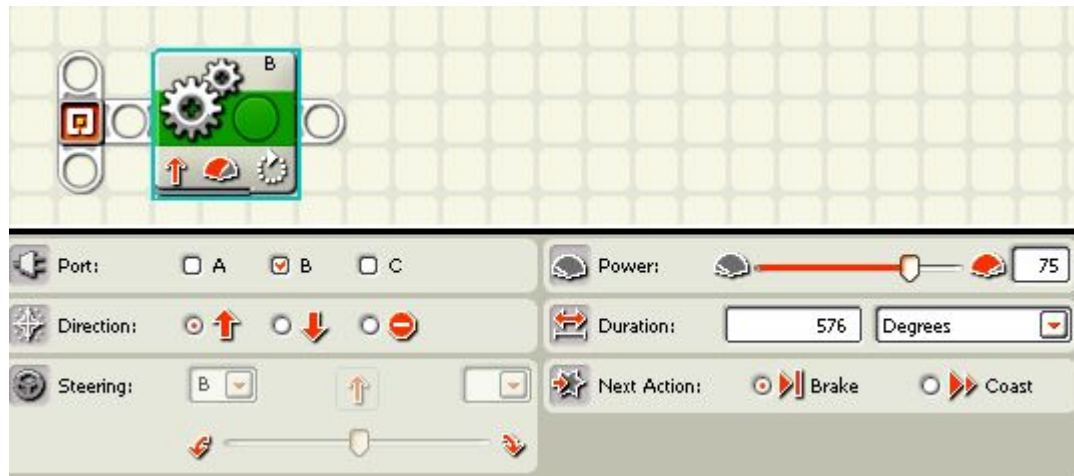 B
Port: A B C
Power: 75
Direction:
Duration: 576 Degrees
Steering: B
Next Action: Brake Coast